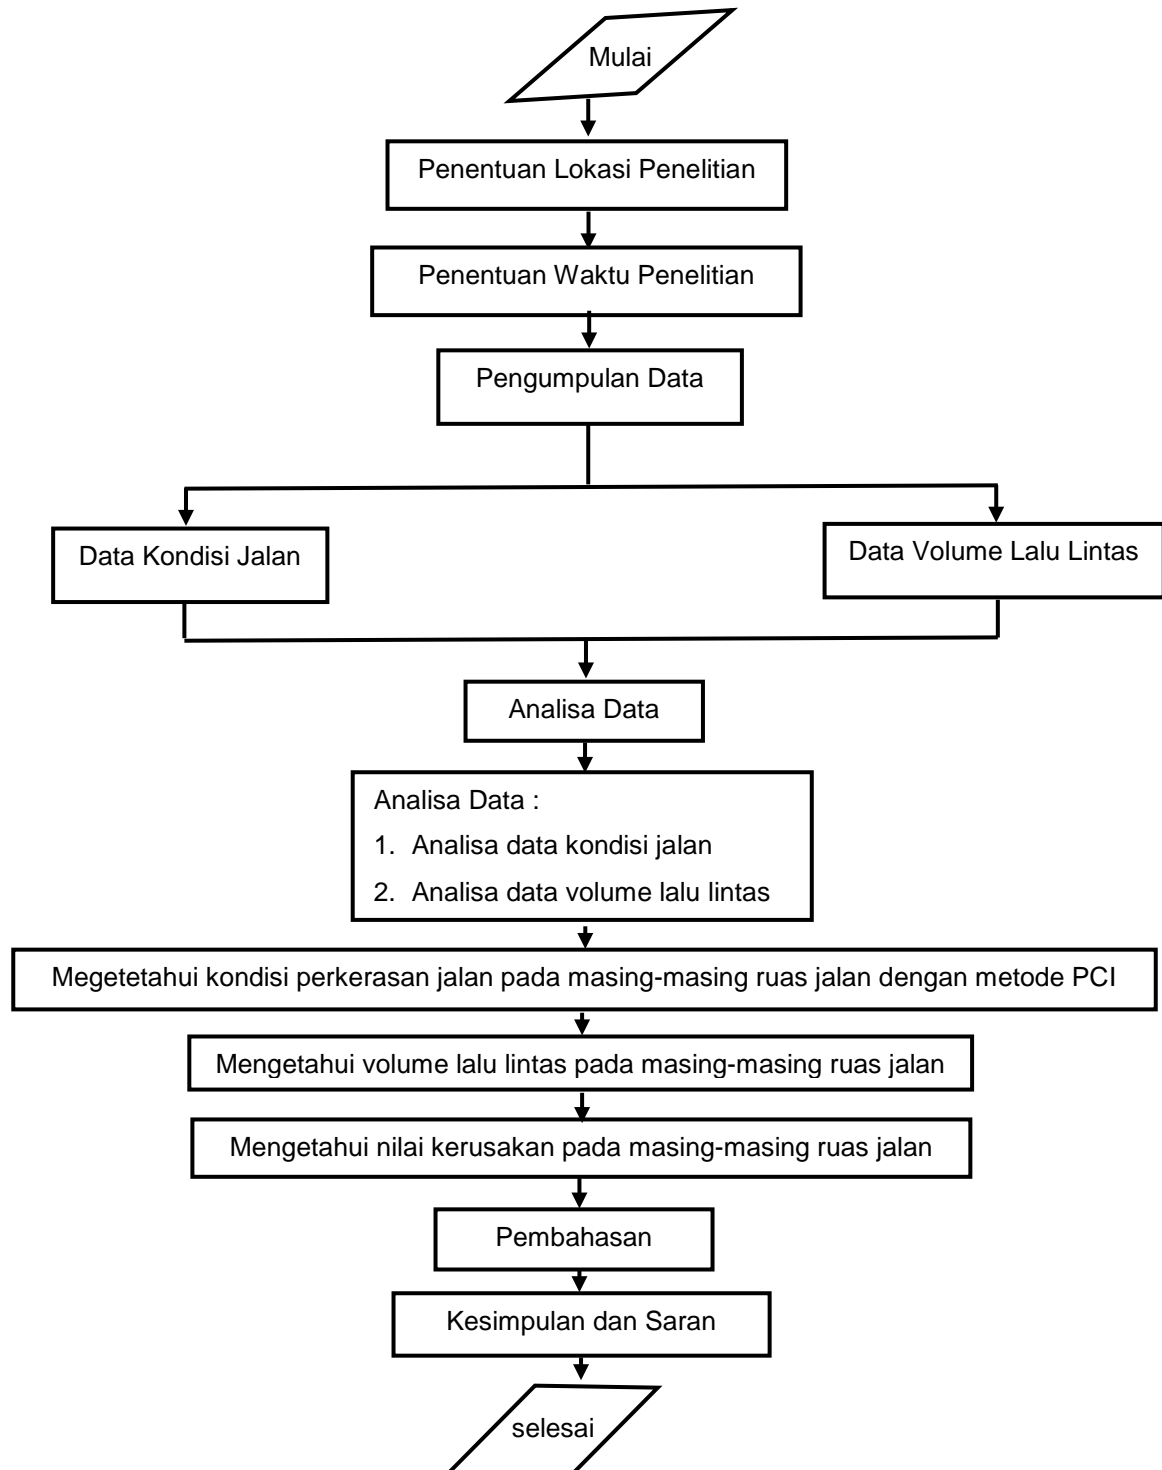 Mulai
Penentuan Lokasi Penelitian
Penentuan Waktu Penelitian
Pengumpulan Data
Data Kondisi Jalan
Data Volume Lalu Lintas
Analisa Data
Analisa Data :
1. Analisa data kondisi jalan
2. Analisa data volume lalu lintas
Megetetahui kondisi perkerasan jalan pada masing-masing ruas jalan dengan metode PCI
Mengetahui volume lalu lintas pada masing-masing ruas jalan
Mengetahui nilai kerusakan pada masing-masing ruas jalan
Pembahasan
Kesimpulan dan Saran
selesai